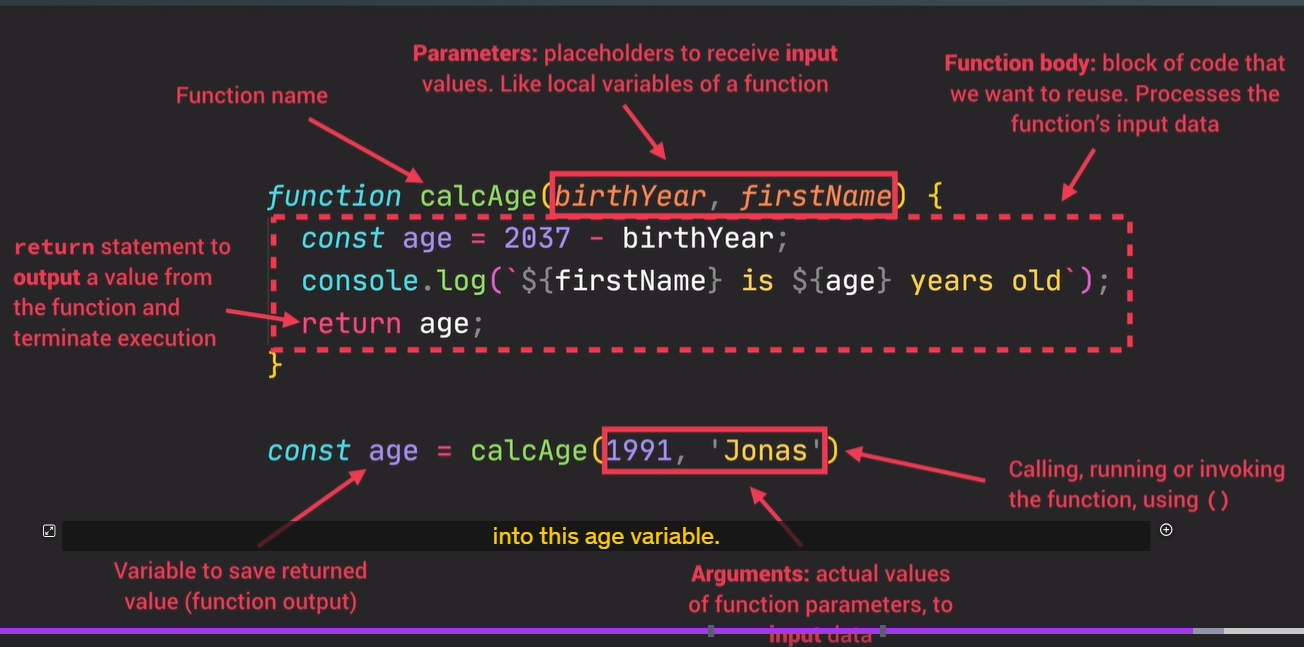 Parameters: placeholders to receive input
values. Like local variables of a function
Function name
Function body: block of code that
we want to reuse. Processes the
function's input data
function calcAge(birthYear, firstName) {
const age = 2037 - birthYear;
console.log(`${firstName} is ${age} years old`);
return age;
}
return statement to
output a value from
the function and
terminate execution
const age = calcAge(1991, 'Jonas')
Calling, running or invoking
the function, using ()
into this age variable.
Variable to save returned
value (function output)
Arguments: actual values
of function parameters, to
input data